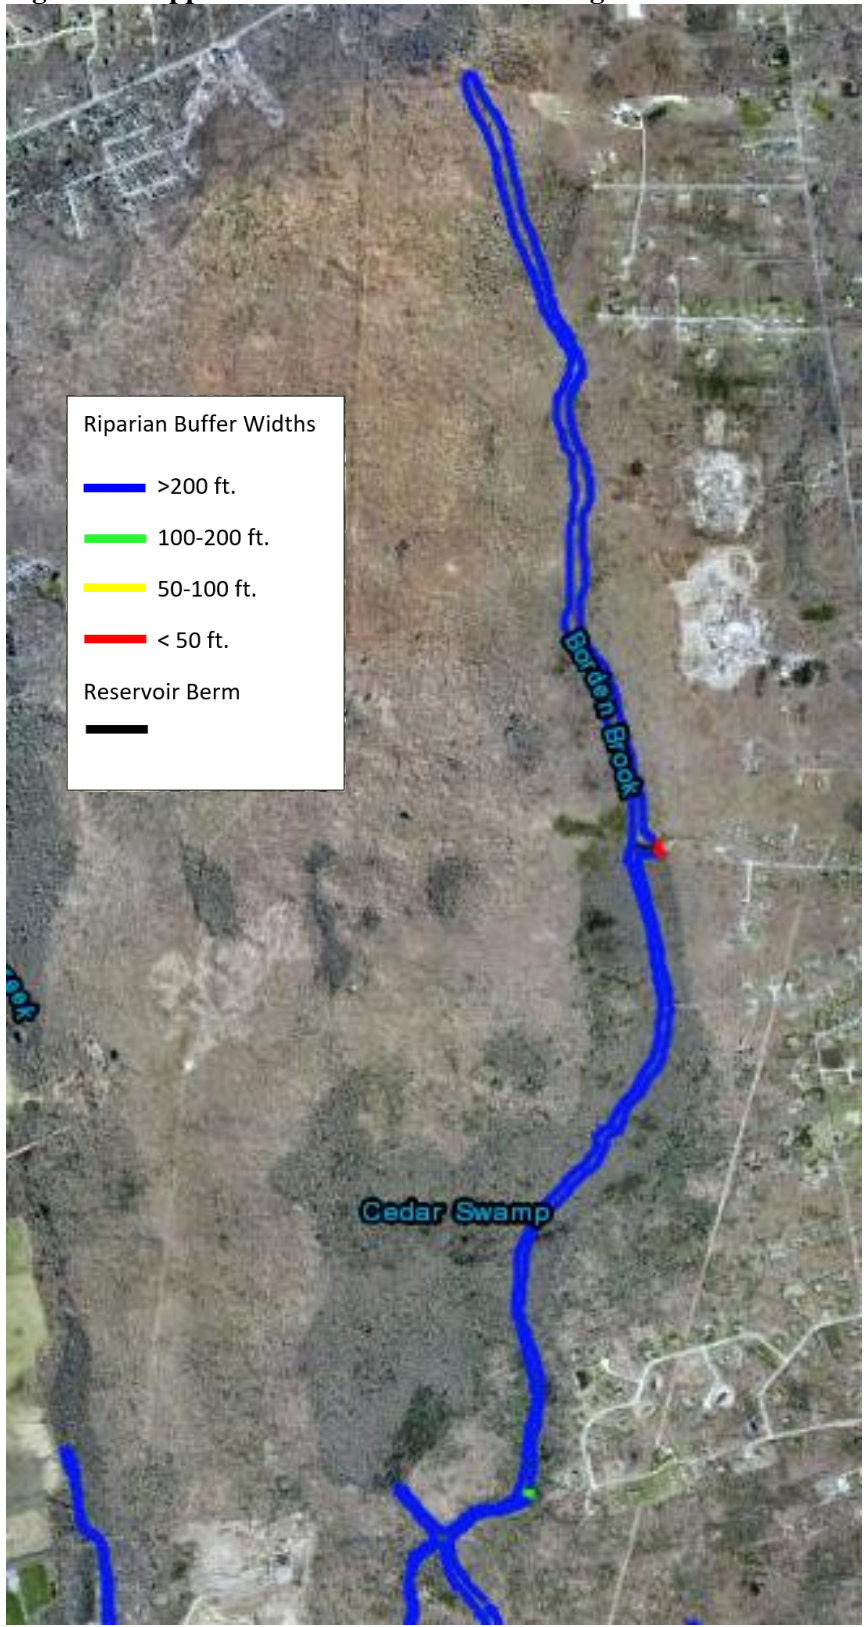 Riparian Buffer Widths
>200 ft.
100-200 ft.
50-100 ft.
< 50 ft.
Reservoir Berm
Borden Brook
eek
Cedar Swamp